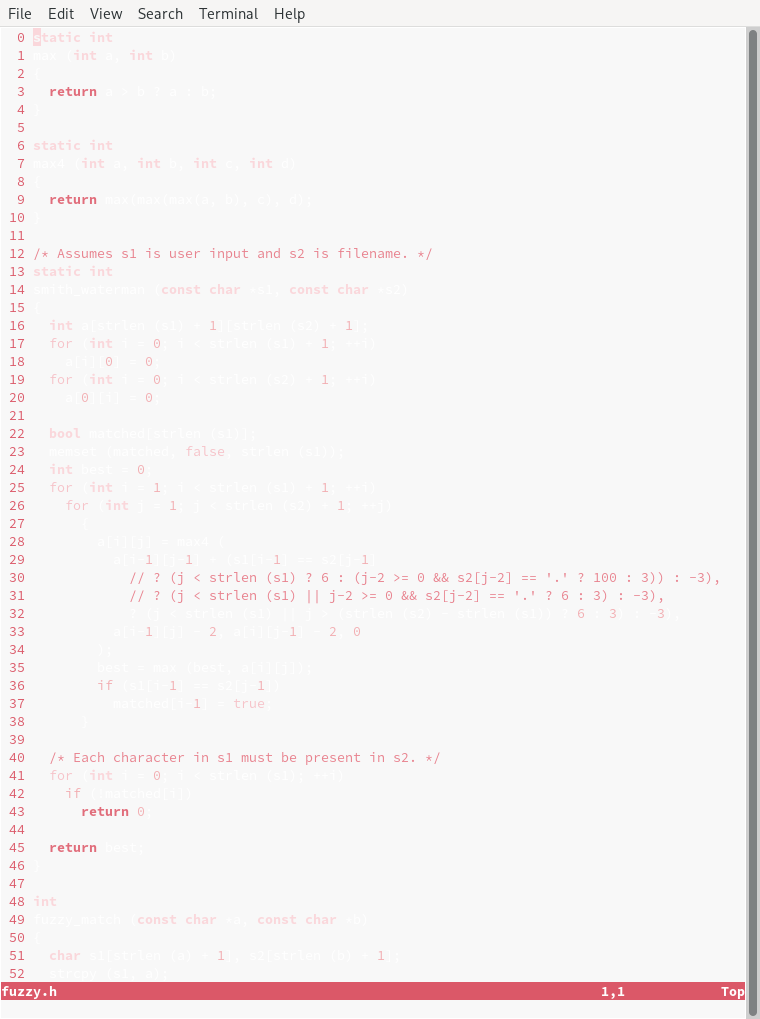 File Edit View Search Terminal Help
0 static int
1 max (int a, int b)
2 {
3 return a > b ? a : b;
4 }
5
6 static int
7 max4 (int a, int b, int c, int d)
8 {
9 return max(max(max(a, b), c), d);
10 }
11
12 /* Assumes s1 is user input and s2 is filename. */
13 static int
14 smith_waterman (const char *s1, const char *s2)
15 {
16 int a[strlen (s1) + 1][strlen (s2) + 1];
17 for (int i = 0; i < strlen (s1) + 1; ++i)
18 a[i][0] = 0;
19 for (int i = 0; i < strlen (s2) + 1; ++i)
20 a[0][i] = 0;
21
22 bool matched[strlen (s1)];
23 memset (matched, false, strlen (s1));
24 int best = 0;
25 for (int i = 1; i < strlen (s1) + 1; ++i)
26 for (int j = 1; j < strlen (s2) + 1; ++j)
27 {
28 a[i][j] = max4 (
29 a[i-1][j-1] + (s1[i-1] == s2[j-1]
30 // ? (j < strlen (s1) ? 6 : (j-2 >= 0 && s2[j-2] == '.' ? 100 : 3)) : -3),
31 // ? (j < strlen (s1) || j-2 >= 0 && s2[j-2] == '.' ? 6 : 3) : -3),
32 6 : 3) : -3),
33 a[i-1][j] - 2, a[i][j-1] - 2, 0
34 );
35 best = max (best, a[i][j]);
36 if (s1[i-1] == s2[j-1])
37 matched[i-1] = true;
38 }
39
40 /* Each character in s1 must be present in s2. */
41 for (int i = 0; i < strlen (s1); ++i)
42 if (!matched[i])
43 return 0;
44
45 return best;
46 }
47
48 int
49 fuzzy_match (const char *a, const char *b)
50 {
51 char s1[strlen (a) + 1], s2[strlen (b) + 1];
52 strcpy (s1, a);
fuzzy.h 1,1 Top